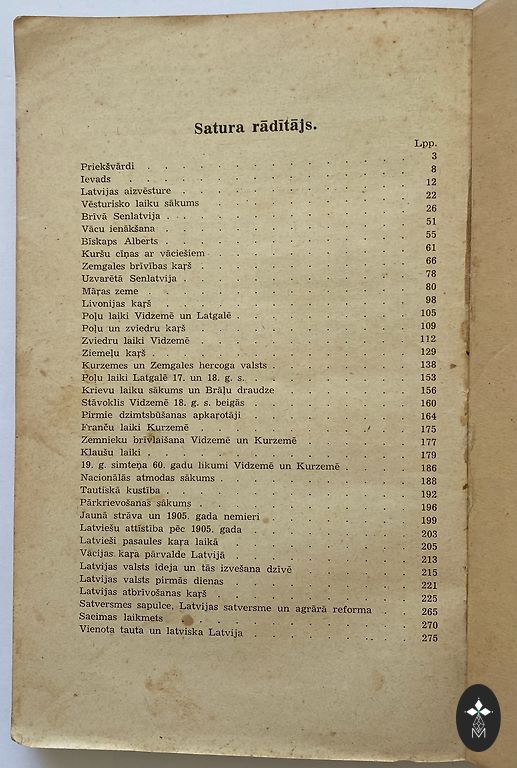 Satura rādītājs.
Lpp.
Priekšvārdi . . . . . . . . . . 3
Ievads . . . . . . . . . . 8
Latvijas aizvēsture . . . . . . . . . 12
Vēsturisko laiku sākums . . . . . . . . 22
Brīvā Senlatvija . . . . . . . . . . 26
Vācu ienākšana . . . . . . . . . 51
Bīskaps Alberts . . . . . . . . . 55
Kuršu cīņas ar vāciešiem . . . . . . . 61
Zemgales brīvības kaŗš . . . . . . . . 66
Uzvarētā Senlatvija . . . . . . . . . 78
Māŗas zeme . . . . . . . . . . 80
Livonijas kaŗš . . . . . . . . . 98
Poļu laiki Vidzemē un Latgalē . . . . . . . 105
Poļu un zviedru kaŗš . . . . . . . . 109
Zviedru laiki Vidzemē . . . . . . . . 112
Ziemeļu kaŗš . . . . . . . . . . 129
Kurzemes un Zemgales hercoga valsts . . . . . . 138
Poļu laiki Latgalē 17. un 18. g. s. . . . . . . 153
Krievu laiku sākums un Brāļu draudze . . . . . 156
Stāvoklis Vidzemē 18. g. s. beigās . . . . . . 160
Pirmie dzimtsbūšanas apkaŗotāji . . . . . . 164
Franču laiki Kurzemē . . . . . . . . 175
Zemnieku brīvlaišana Vidzemē un Kurzemē . . . . 177
Klaušu laiki . . . . . . . . . . 179
19. g. simteņa 60. gadu likumi Vidzemē un Kurzemē . . . 186
Nacionālās atmodas sākums . . . . . . . 188
Tautiskā kustība . . . . . . . . . 192
Pārkrievošanas sākums . . . . . . . . 196
Jaunā strāva un 1905. gada nemieri . . . . . . 199
Latviešu attīstība pēc 1905. gada . . . . . . 203
Latvieši pasaules kaŗa laikā . . . . . . . 205
Vācijas kaŗa pārvalde Latvijā . . . . . . . 213
Latvijas valsts ideja un tās izvešana dzīvē . . . . 215
Latvijas valsts pirmās dienas . . . . . . . 221
Latvijas atbrīvošanas kaŗš . . . . . . . 225
Satversmes sapulce, Latvijas satversme un agrārā reforma . . 265
Saeimas laikmets . . . . . . . . . 270
Vienota tauta un latviska Latvija . . . . . . 275